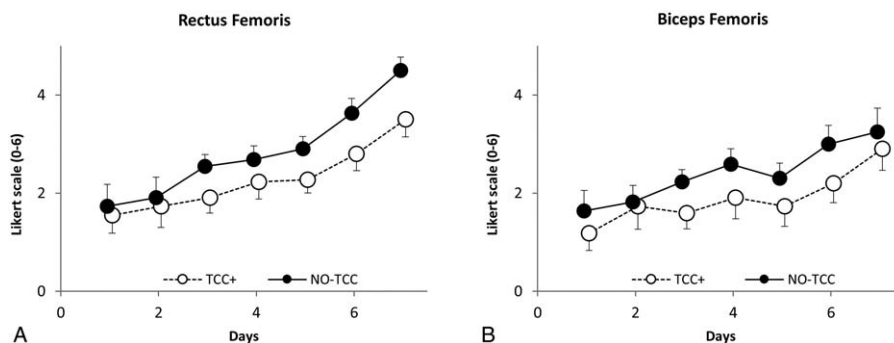 Rectus Femoris
Likert scale (0-6)
4
2
0
0 2 4 6
TCC+ NO-TCC
Days
A
Biceps Femoris
Likert scale (0-6)
4
2
0
0 2 4 6
TCC+ NO-TCC
Days
B